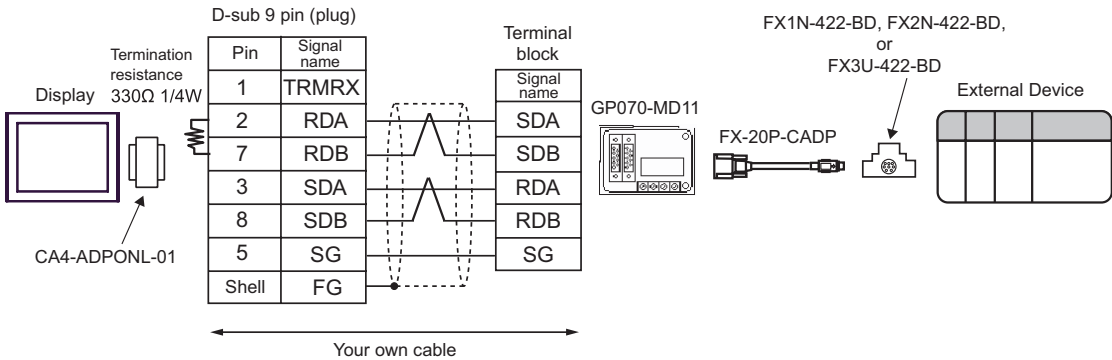 D-sub 9 pin (plug)
Termination
resistance
330Ω 1/4W
Display
CA4-ADPONL-01
Pin Signal name
1 TRMRX
2 RDA
7 RDB
3 SDA
8 SDB
5 SG
Shell FG
Your own cable
Terminal
block
Signal
name
SDA
SDB
RDA
RDB
SG
GP070-MD11
FX-20P-CADP
FX1N-422-BD, FX2N-422-BD,
or
FX3U-422-BD
External Device